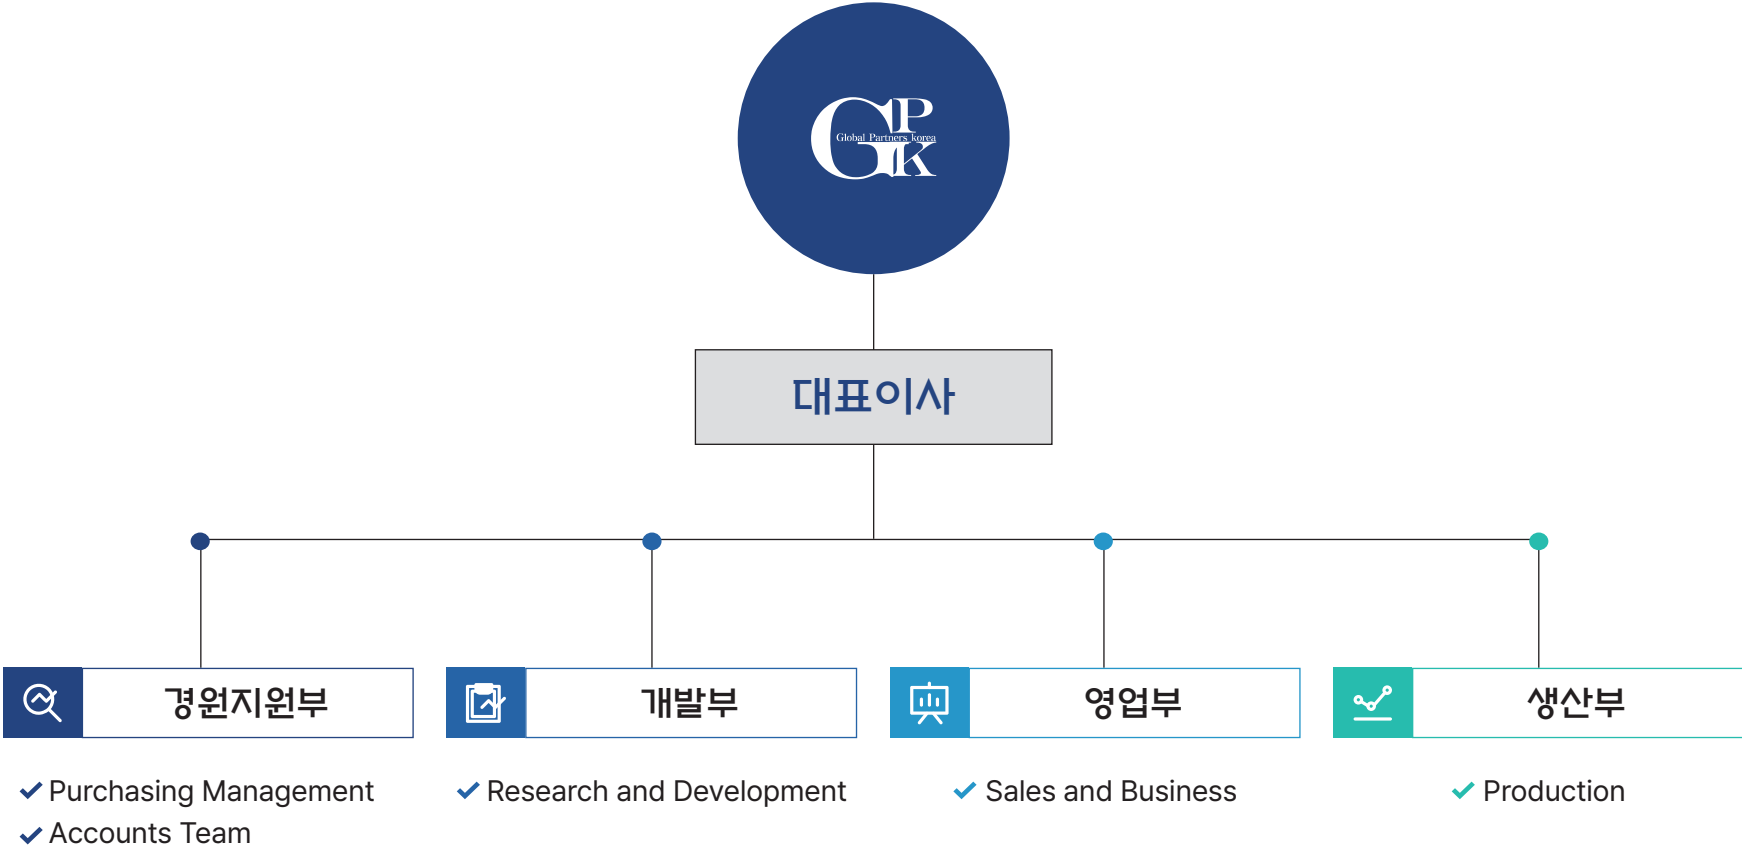 GPK
Global Partners korea
대표이사
경원지원부
개발부
영업부
생산부
Purchasing Management
Accounts Team
Research and Development
Sales and Business
Production